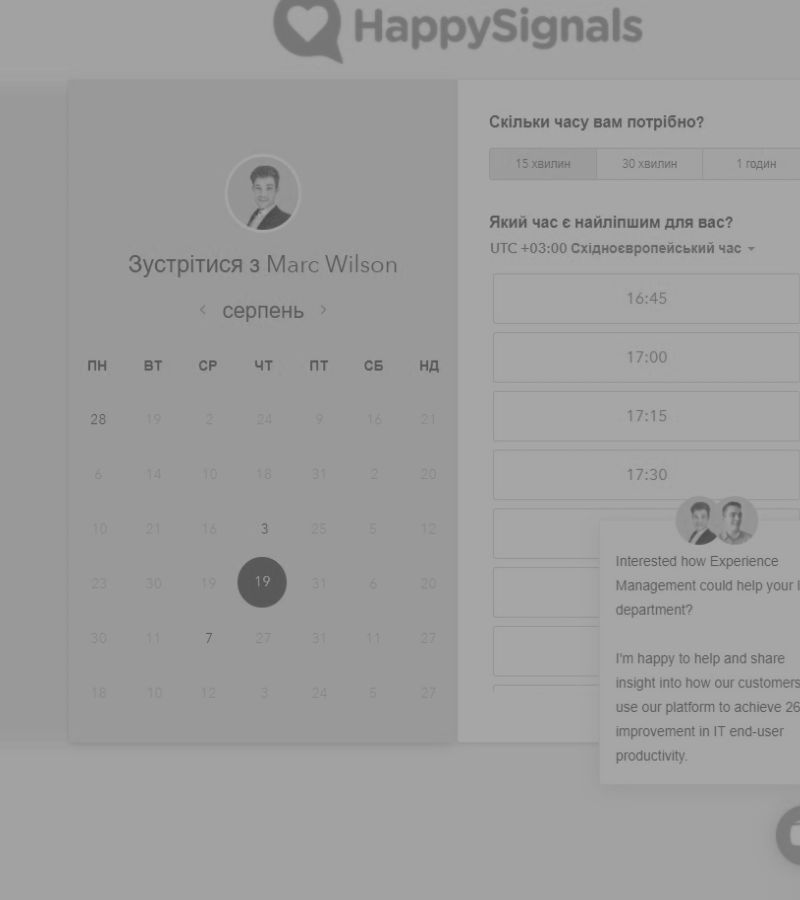 HappySignals
Зустрітися з Marc Wilson
серпень
ПН ВТ СР ЧТ ПТ СБ НД
28 19 2 24 9 16 21
6 14 10 18 31 2 20
10 21 16 3 25 5 12
23 30 19 19 31 6 20
30 11 7 27 31 11 27
18 10 12 3 24 5 27
Скільки часу вам потрібно?
15 хвилин 30 хвилин 1 годин
Який час є найліпшим для вас?
UTC +03:00 Східноєвропейський час
16:45
17:00
17:15
17:30
Interested how Experience
Management could help your
department?
I'm happy to help and share
insight into how our customers
use our platform to achieve 26
improvement in IT end-user
productivity.